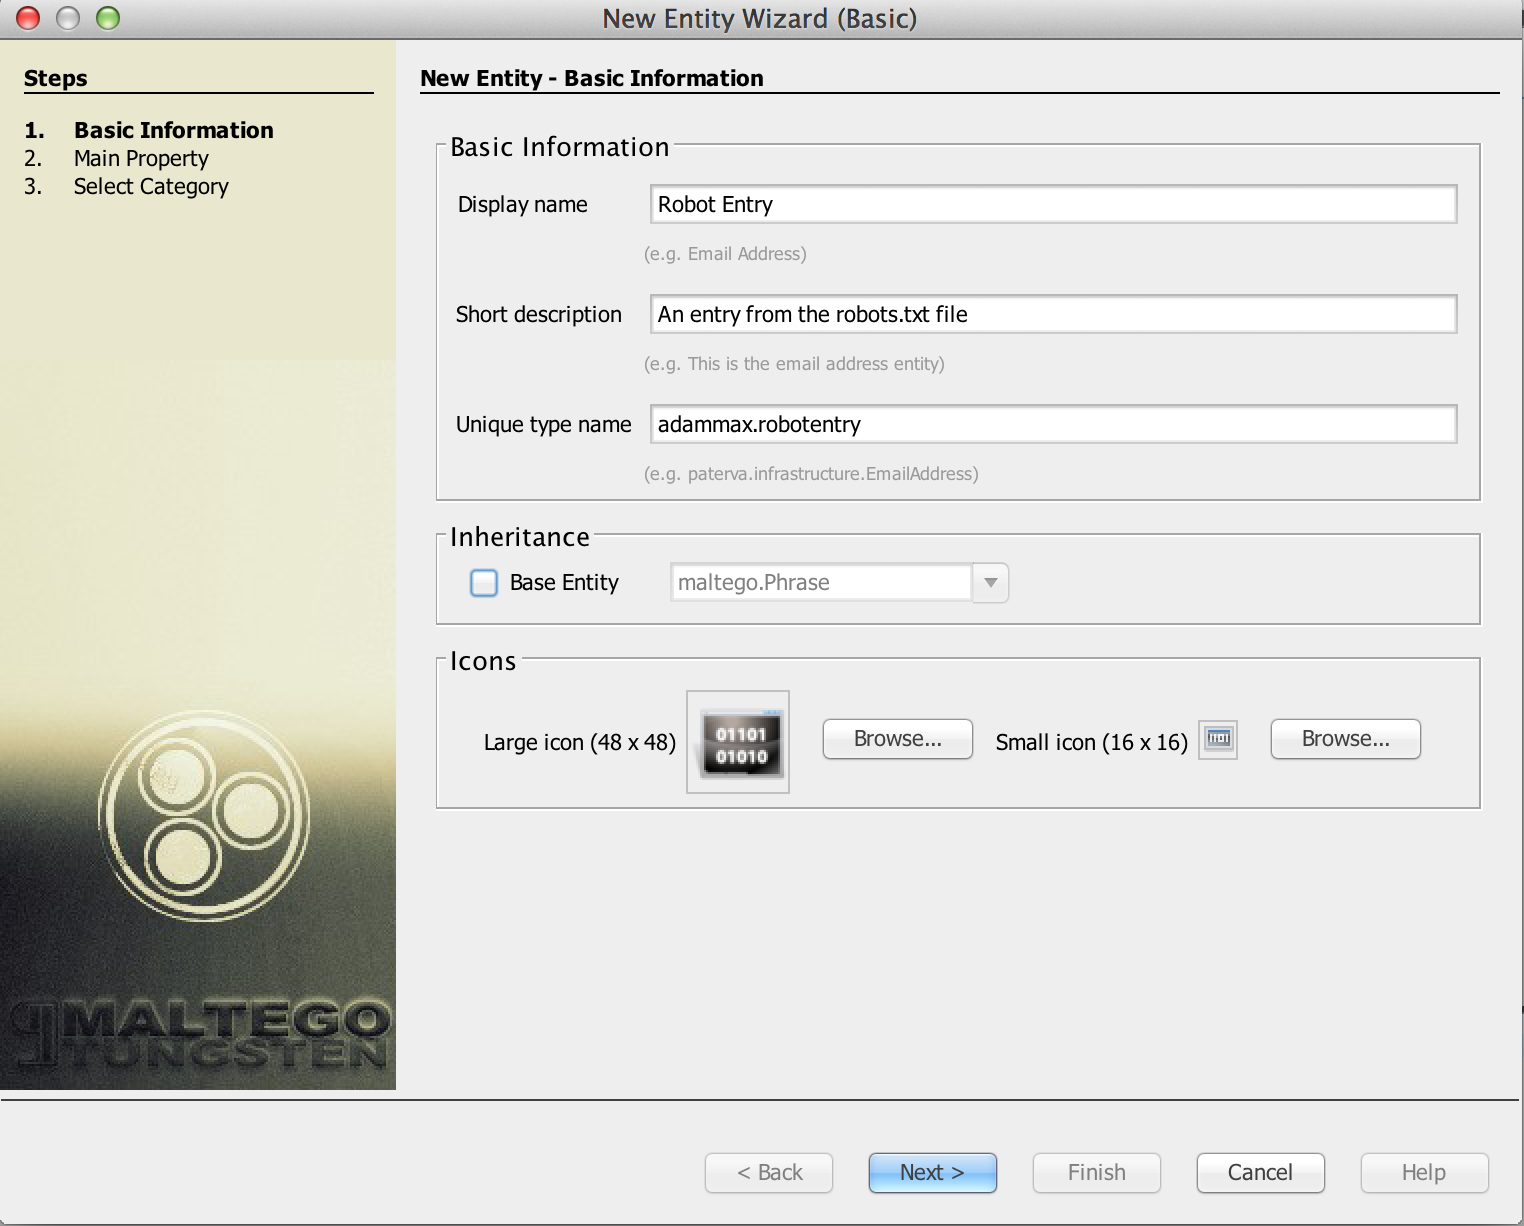 New Entity Wizard (Basic)
Steps
1. Basic Information
2. Main Property
3. Select Category
New Entity - Basic Information
Basic Information
Display name Robot Entry
(e.g. Email Address)
Short description An entry from the robots.txt file
(e.g. This is the email address entity)
Unique type name adammax.robotentry
(e.g. paterva.infrastructure.EmailAddress)
Inheritance
Base Entity maltego.Phrase
Icons
Large icon (48 x 48) 01101 Browse... Small icon (16 x 16) Browse...
01010
MALTEGO
TUNGSTEN
< Back Next > Finish Cancel Help